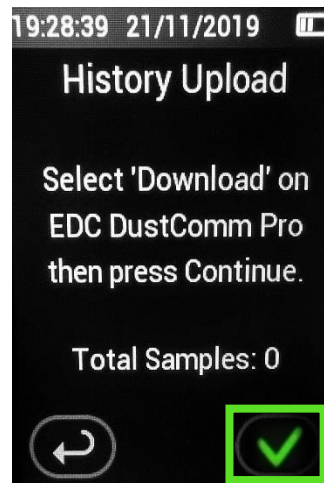 19:28:39 21/11/2019
History Upload
Select 'Download' on
EDC DustComm Pro
then press Continue.
Total Samples: 0